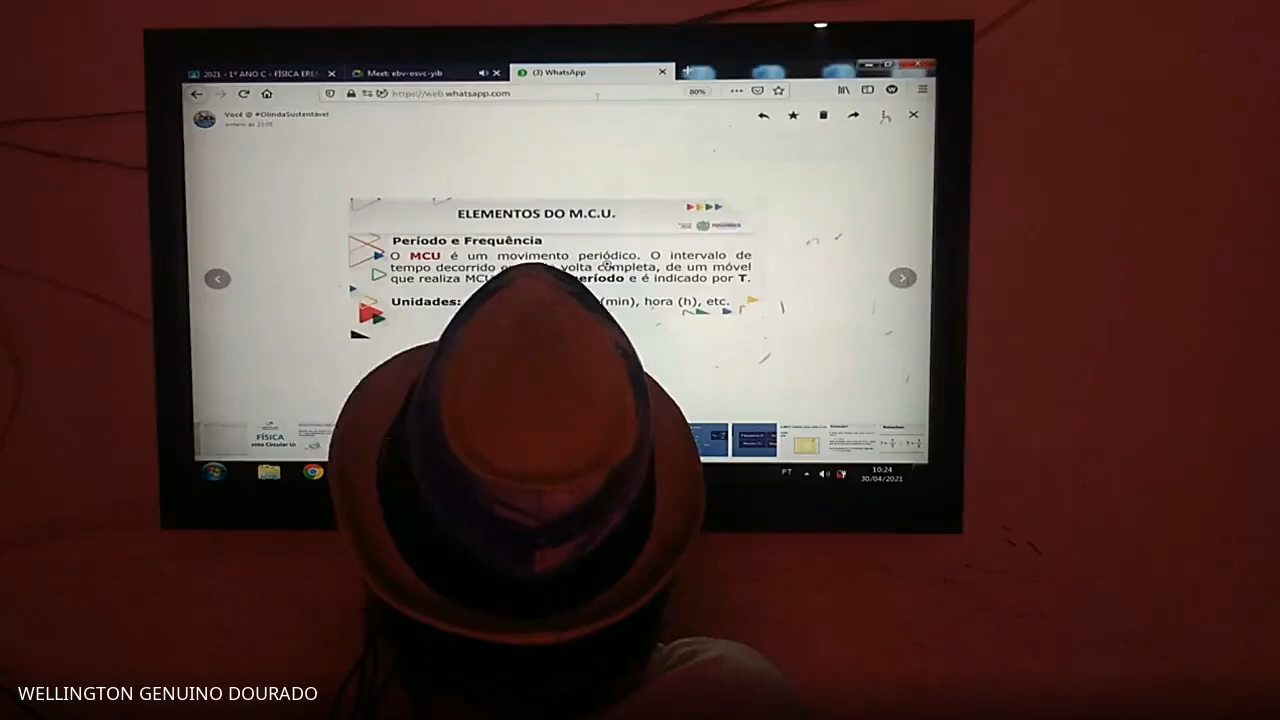 2021 - 1º ANO C - FÍSICA ERE
Meet: ebv-osvc-yib
(3) WhatsApp
https://web.whatsapp.com
80%
Você @ #OlindaSustentável
ELEMENTOS DO M.C.U.
Período e Frequência
O MCU é um movimento periódico. O intervalo de
tempo decorrido volta completa, de um móvel
que realiza MCU período e é indicado por T.
Unidades: (min), hora (h), etc.
FÍSICA
PT
10:24
30/04/2021
WELLINGTON GENUINO DOURADO